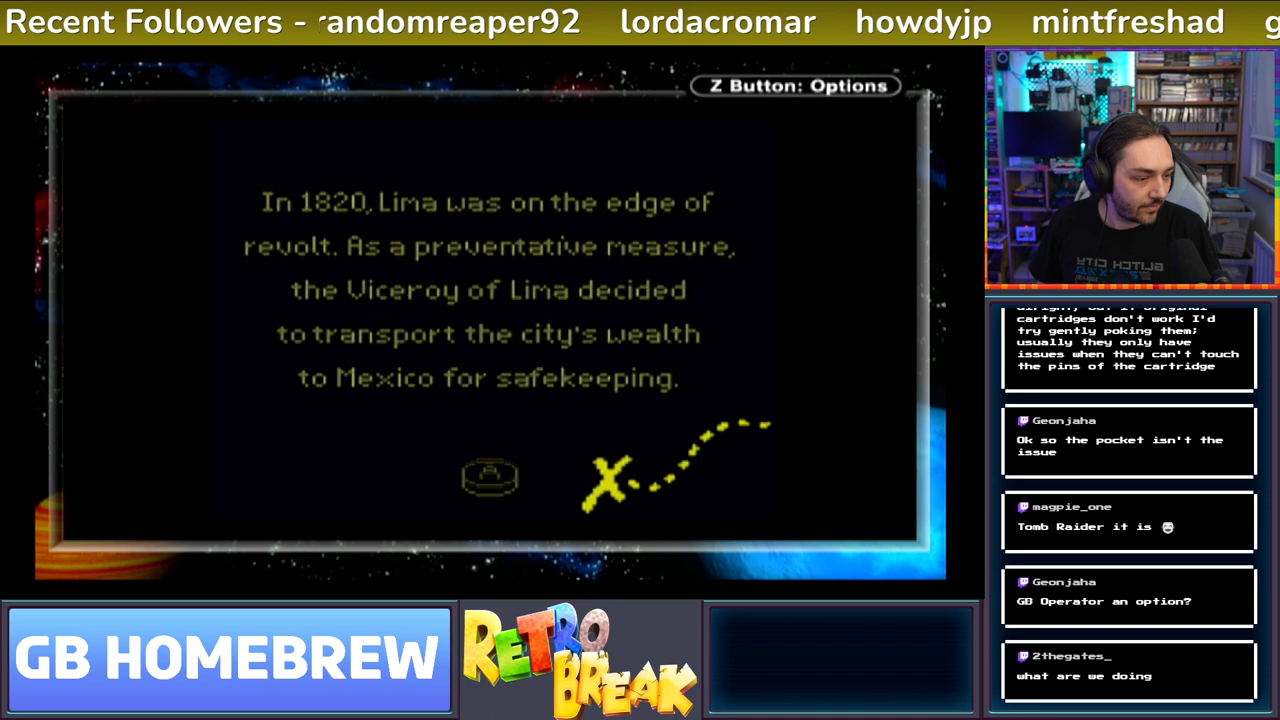 Recent Followers - randomreaper92 lordacromar howdyjp mintfreshad g
Z Button: Options
In 1820, Lima was on the edge of
revolt. As a preventative measure,
the Viceroy of Lima decided
to transport the city's wealth
to Mexico for safekeeping.
A
cartridges don't work I'd
try gently poking them;
usually they only have
issues when they can't touch
the pins of the cartridge
Geonjaha
Ok so the pocket isn't the
issue
magpie_one
Tomb Raider it is
Geonjaha
GB Operator an option?
2thegates_
what are we doing
GB HOMEBREW
RETRO
BREAK